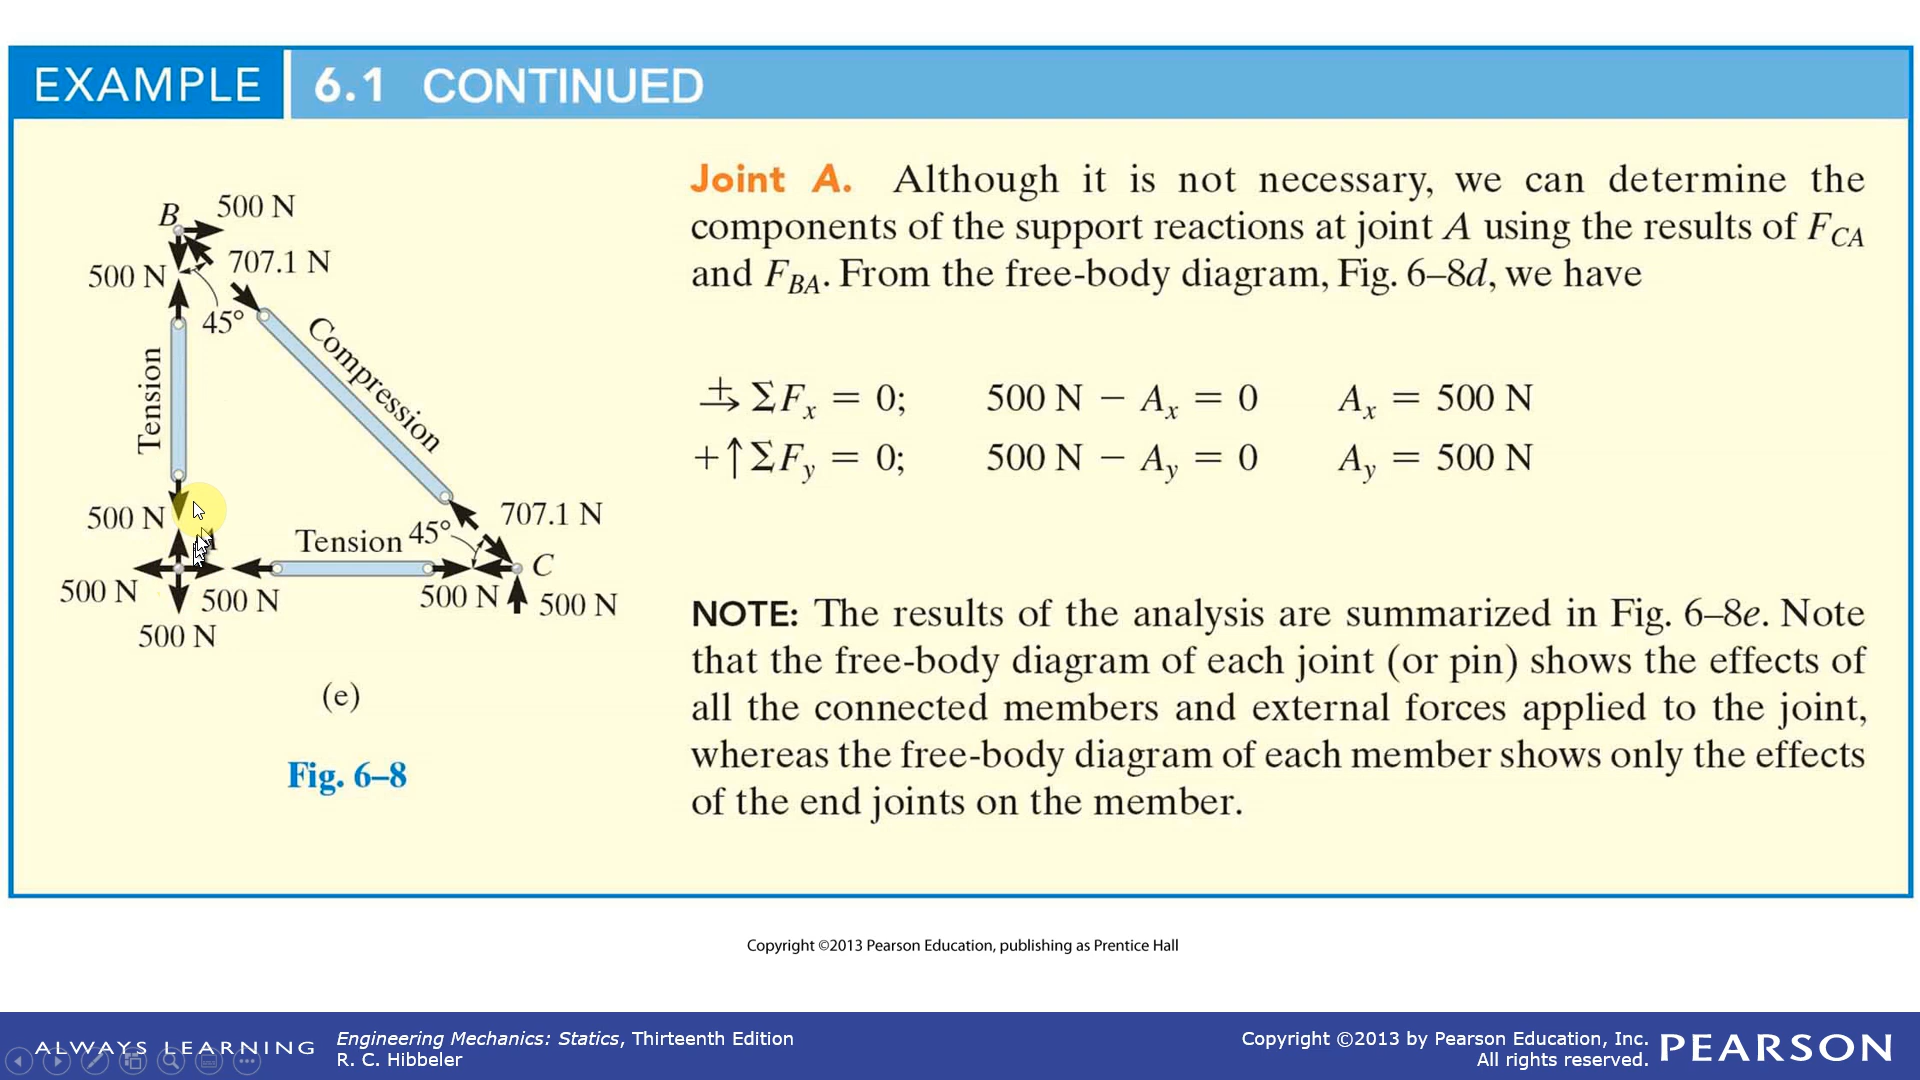 EXAMPLE 6.1 CONTINUED
B 500 N
500 N 707.1 N
45°
Tension
Compression
500 N
Tension 45° 707.1 N
C
500 N 500 N 500 N 500 N
500 N
(e)
Fig. 6–8
Joint A. Although it is not necessary, we can determine the
components of the support reactions at joint A using the results of F_CA
and F_BA. From the free-body diagram, Fig. 6–8d, we have
→+ ΣF_x = 0; 500 N − A_x = 0 A_x = 500 N
+↑ΣF_y = 0; 500 N − A_y = 0 A_y = 500 N
NOTE: The results of the analysis are summarized in Fig. 6–8e. Note
that the free-body diagram of each joint (or pin) shows the effects of
all the connected members and external forces applied to the joint,
whereas the free-body diagram of each member shows only the effects
of the end joints on the member.
Copyright ©2013 Pearson Education, publishing as Prentice Hall
ALWAYS LEARNING
Engineering Mechanics: Statics, Thirteenth Edition
R. C. Hibbeler
Copyright ©2013 by Pearson Education, Inc.
All rights reserved.
PEARSON